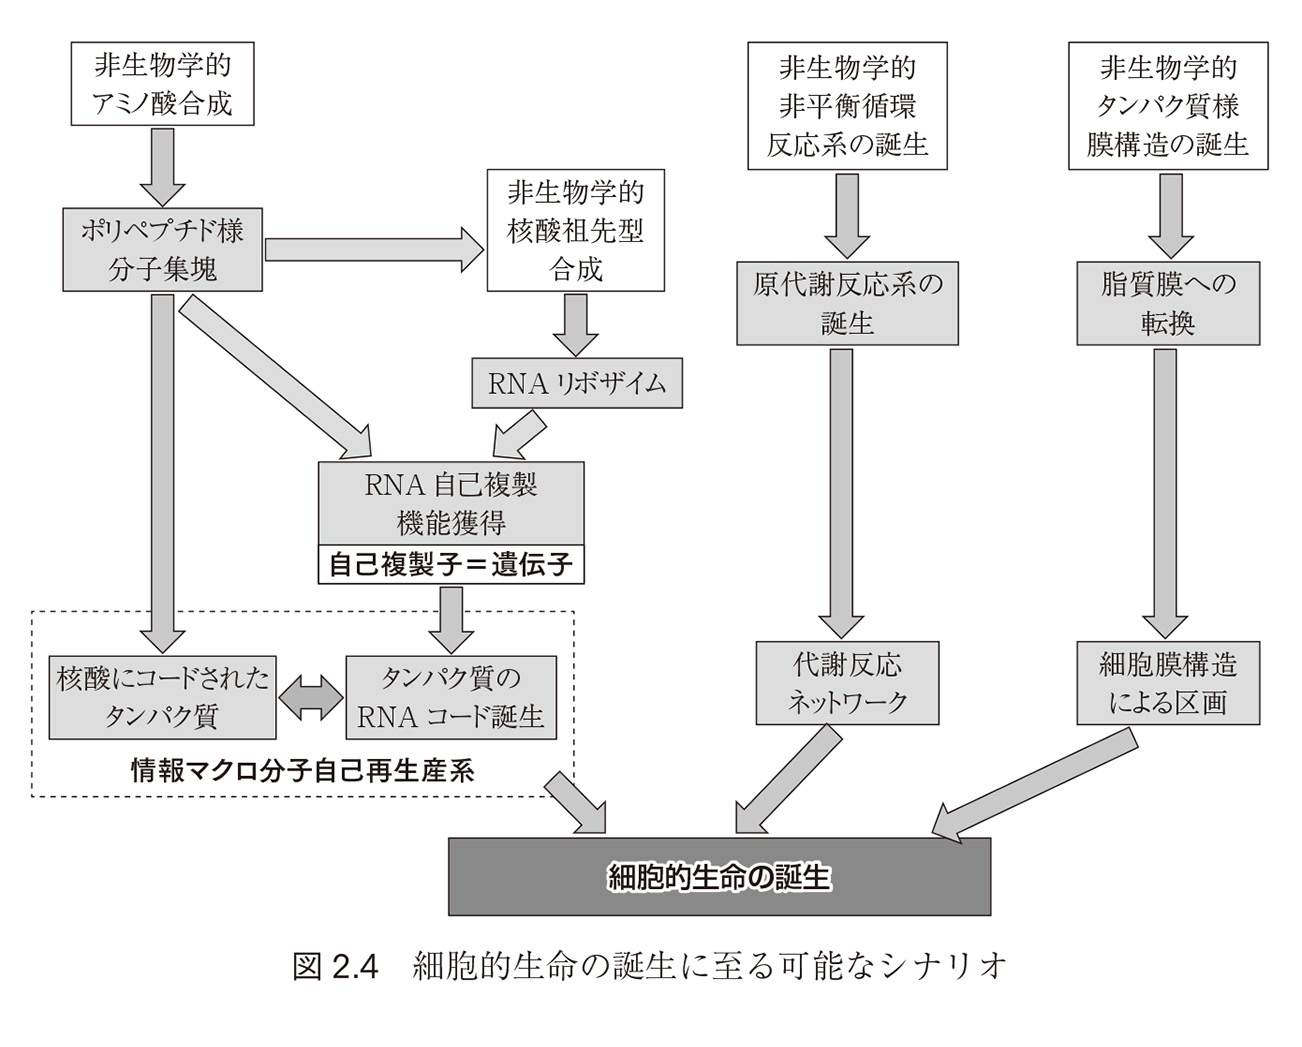 非生物学的
アミノ酸合成
ポリペプチド様
分子集塊
非生物学的
核酸祖先型
合成
RNA リボザイム
RNA 自己複製
機能獲得
自己複製子＝遺伝子
核酸にコードされた
タンパク質
タンパク質の
RNA コード誕生
情報マクロ分子自己再生産系
非生物学的
非平衡循環
反応系の誕生
原代謝反応系の
誕生
代謝反応
ネットワーク
非生物学的
タンパク質様
膜構造の誕生
脂質膜への
転換
細胞膜構造
による区画
細胞的生命の誕生
図 2.4　細胞的生命の誕生に至る可能なシナリオ